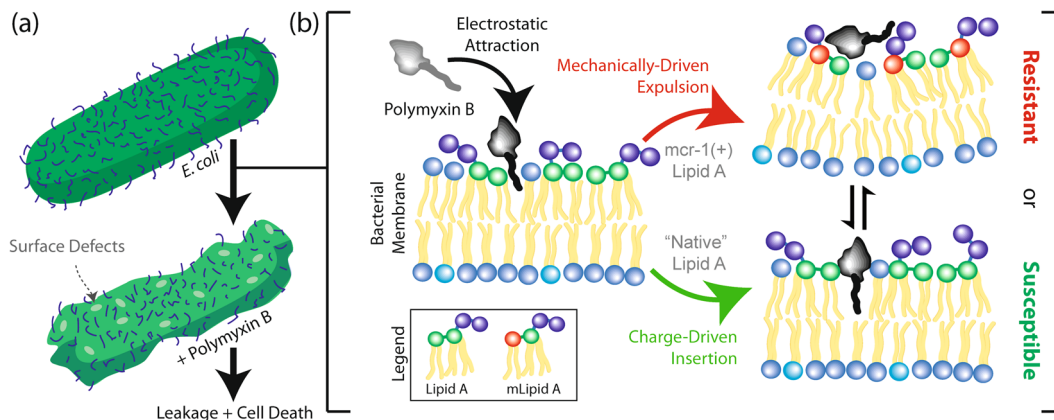 (a)
E. coli
Surface Defects
+ Polymyxin B
Leakage + Cell Death
(b)
Electrostatic
Attraction
Polymyxin B
Mechanically-Driven
Expulsion
mcr-1(+)
Lipid A
Bacterial
Membrane
"Native"
Lipid A
Charge-Driven
Insertion
Legend
Lipid A
mLipid A
Resistant
or
Susceptible